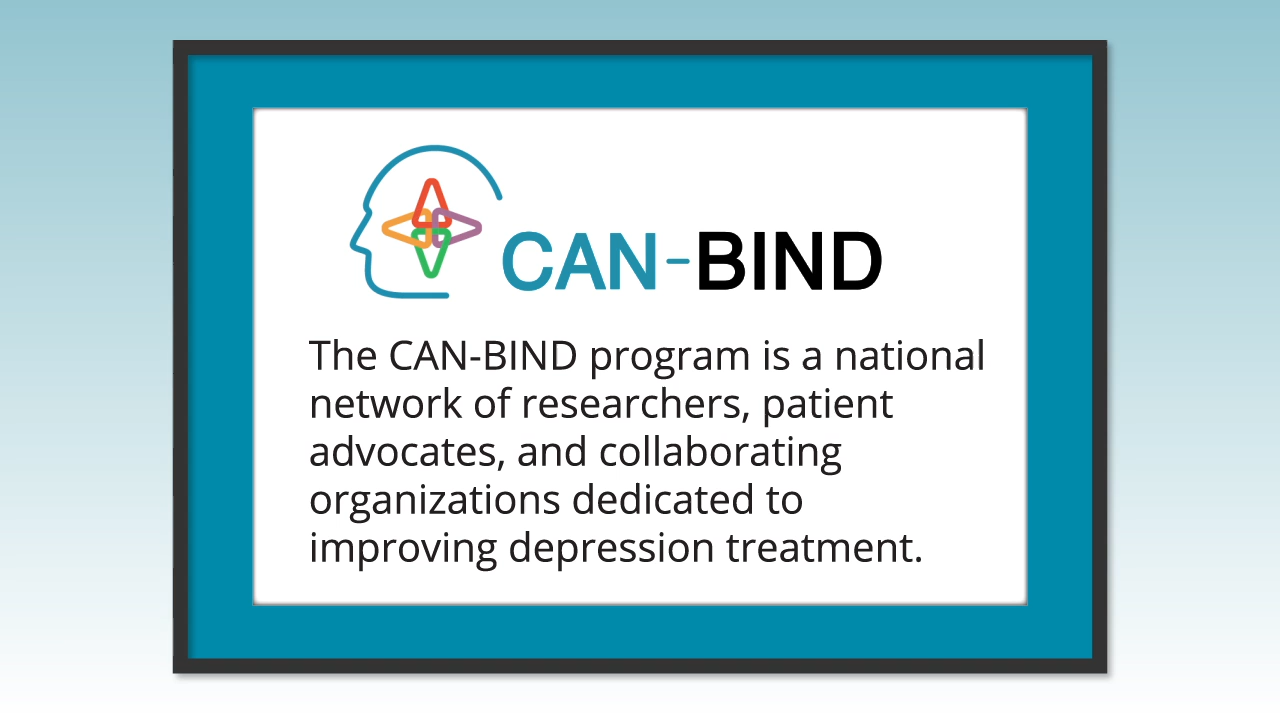 CAN-BIND
The CAN-BIND program is a national
network of researchers, patient
advocates, and collaborating
organizations dedicated to
improving depression treatment.